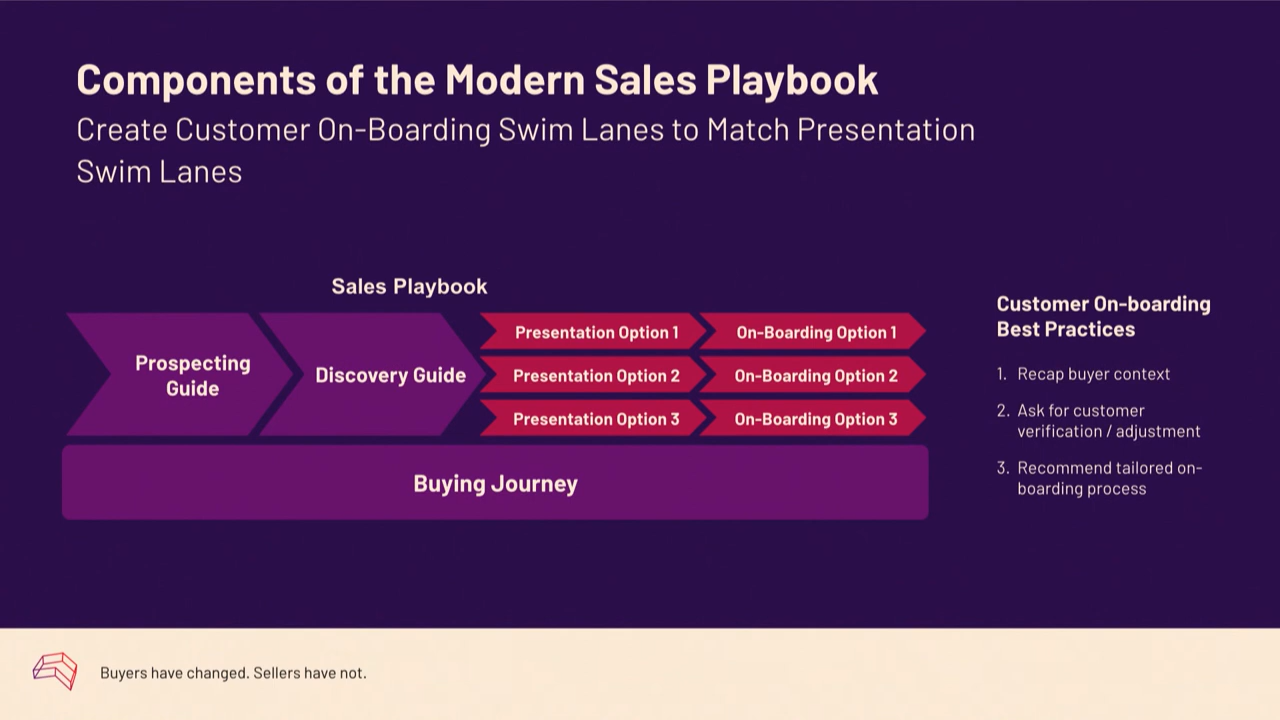 Components of the Modern Sales Playbook
Create Customer On-Boarding Swim Lanes to Match Presentation
Swim Lanes
Sales Playbook
Prospecting
Guide
Discovery Guide
Presentation Option 1
On-Boarding Option 1
Presentation Option 2
On-Boarding Option 2
Presentation Option 3
On-Boarding Option 3
Buying Journey
Customer On-boarding
Best Practices
1. Recap buyer context
2. Ask for customer
verification / adjustment
3. Recommend tailored on-
boarding process
Buyers have changed. Sellers have not.